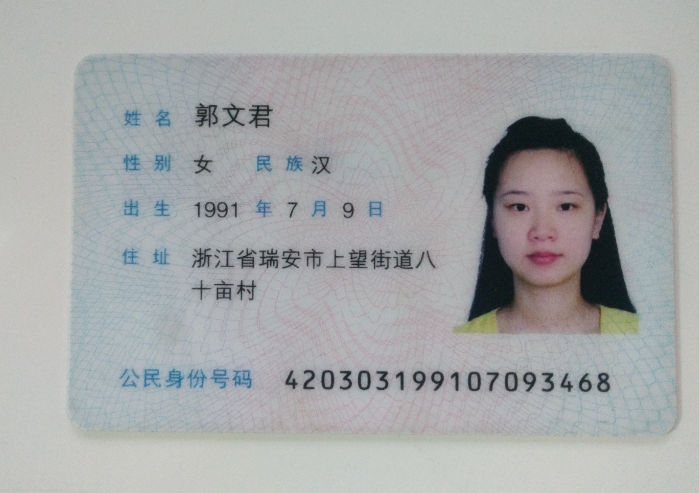 姓名 郭文君
性别 女 民族 汉
出生 1991 年 7 月 9 日
住址 浙江省瑞安市上望街道八
十亩村
公民身份号码 420303199107093468